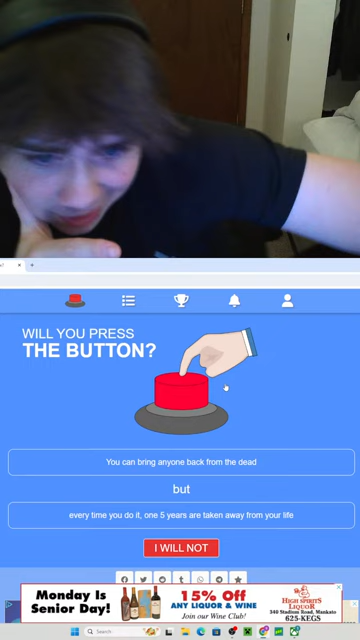 WILL YOU PRESS
THE BUTTON?
You can bring anyone back from the dead
but
every time you do it, one 5 years are taken away from your life
I WILL NOT
Monday Is
Senior Day!
15% Off
ANY LIQUOR & WINE
Join our Wine Club!
HIGH SPIRITS
LIQUOR
340 Stadium Road, Mankato
625-KEGS
Search